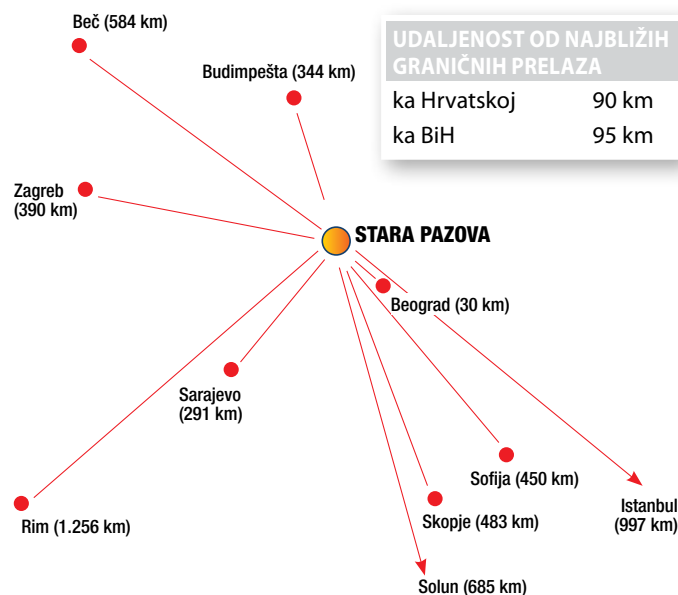 Beč (584 km)
Budimpešta (344 km)
UDALJENOST OD NAJBLIŽIH
GRANIČNIH PRELAZA
ka Hrvatskoj 90 km
ka BiH 95 km
Zagreb
(390 km)
STARA PAZOVA
Beograd (30 km)
Sarajevo
(291 km)
Sofija (450 km)
Istanbul
(997 km)
Rim (1.256 km)
Skopje (483 km)
Solun (685 km)